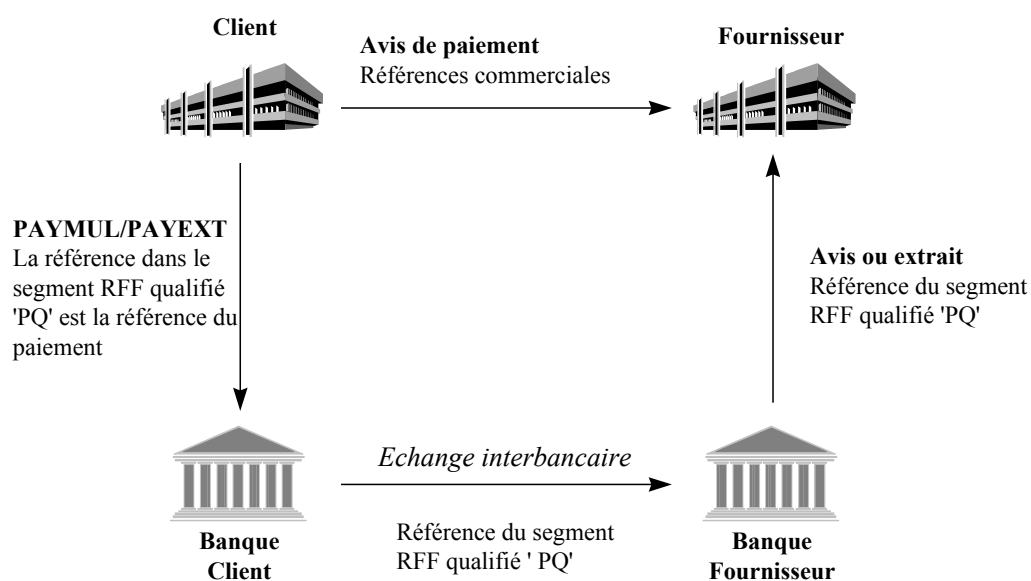 Client
Avis de paiement
Références commerciales
Fournisseur
PAYMUL/PAYEXT
La référence dans le
segment RFF qualifié
'PQ' est la référence du
paiement
Avis ou extrait
Référence du segment
RFF qualifié 'PQ'
Echange interbancaire
Référence du segment
RFF qualifié ' PQ'
Banque
Client
Banque
Fournisseur